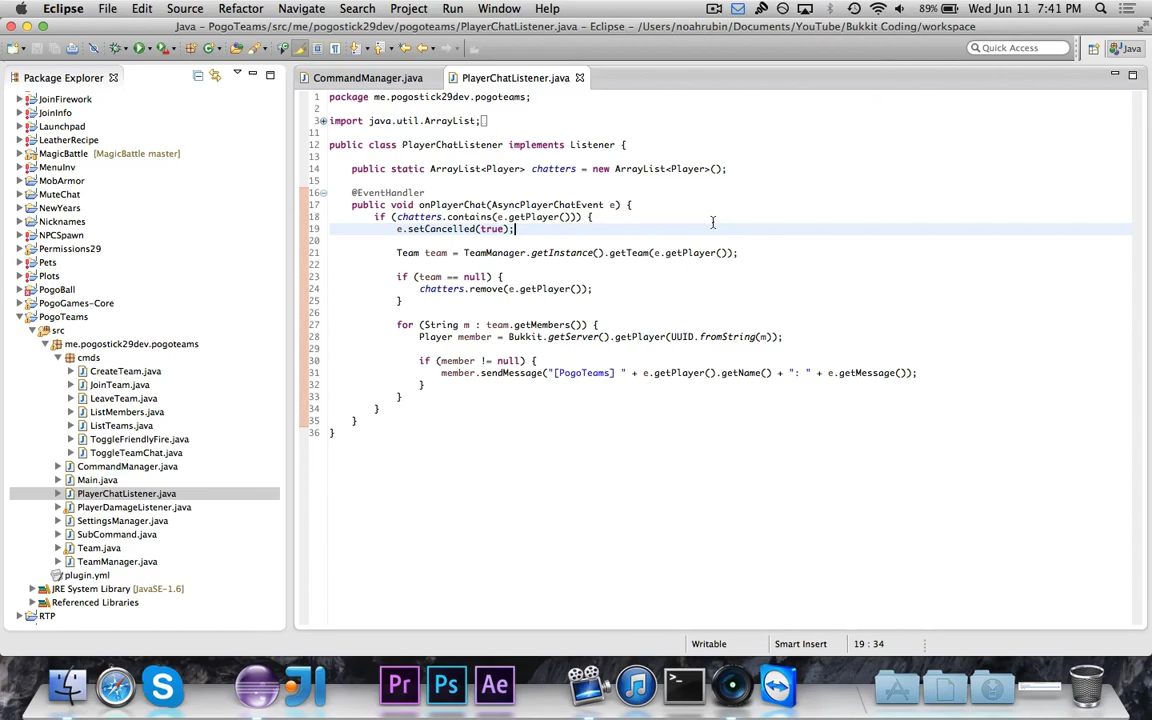 Eclipse File Edit Source Refactor Navigate Search Project Run Window Help 89% Wed Jun 11 7:41 PM
Java – PogoTeams/src/me/pogostick29dev/pogoteams/PlayerChatListener.java – Eclipse – /Users/noahrubin/Documents/YouTube/Bukkit Coding/workspace
Quick Access Java
Package Explorer
JoinFirework
JoinInfo
Launchpad
LeatherRecipe
MagicBattle [MagicBattle master]
MenuInv
MobArmor
MuteChat
NewYears
Nicknames
NPCSpawn
Permissions29
Pets
Plots
PogoBall
PogoGames-Core
PogoTeams
src
me.pogostick29dev.pogoteams
cmds
CreateTeam.java
JoinTeam.java
LeaveTeam.java
ListMembers.java
ListTeams.java
ToggleFriendlyFire.java
ToggleTeamChat.java
CommandManager.java
Main.java
PlayerChatListener.java
PlayerDamageListener.java
SettingsManager.java
SubCommand.java
Team.java
TeamManager.java
plugin.yml
JRE System Library [JavaSE-1.6]
Referenced Libraries
RTP
CommandManager.java PlayerChatListener.java
1 package me.pogostick29dev.pogoteams;
2
3 import java.util.ArrayList;
11
12 public class PlayerChatListener implements Listener {
13
14 public static ArrayList<Player> chatters = new ArrayList<Player>();
15
16 @EventHandler
17 public void onPlayerChat(AsyncPlayerChatEvent e) {
18 if (chatters.contains(e.getPlayer())) {
19 e.setCancelled(true);
20
21 Team team = TeamManager.getInstance().getTeam(e.getPlayer());
22
23 if (team == null) {
24 chatters.remove(e.getPlayer());
25 }
26
27 for (String m : team.getMembers()) {
28 Player member = Bukkit.getServer().getPlayer(UUID.fromString(m));
29
30 if (member != null) {
31 member.sendMessage("[PogoTeams] " + e.getPlayer().getName() + ": " + e.getMessage());
32 }
33 }
34 }
35 }
36 }
Writable Smart Insert 19 : 34
Pr Ps Ae